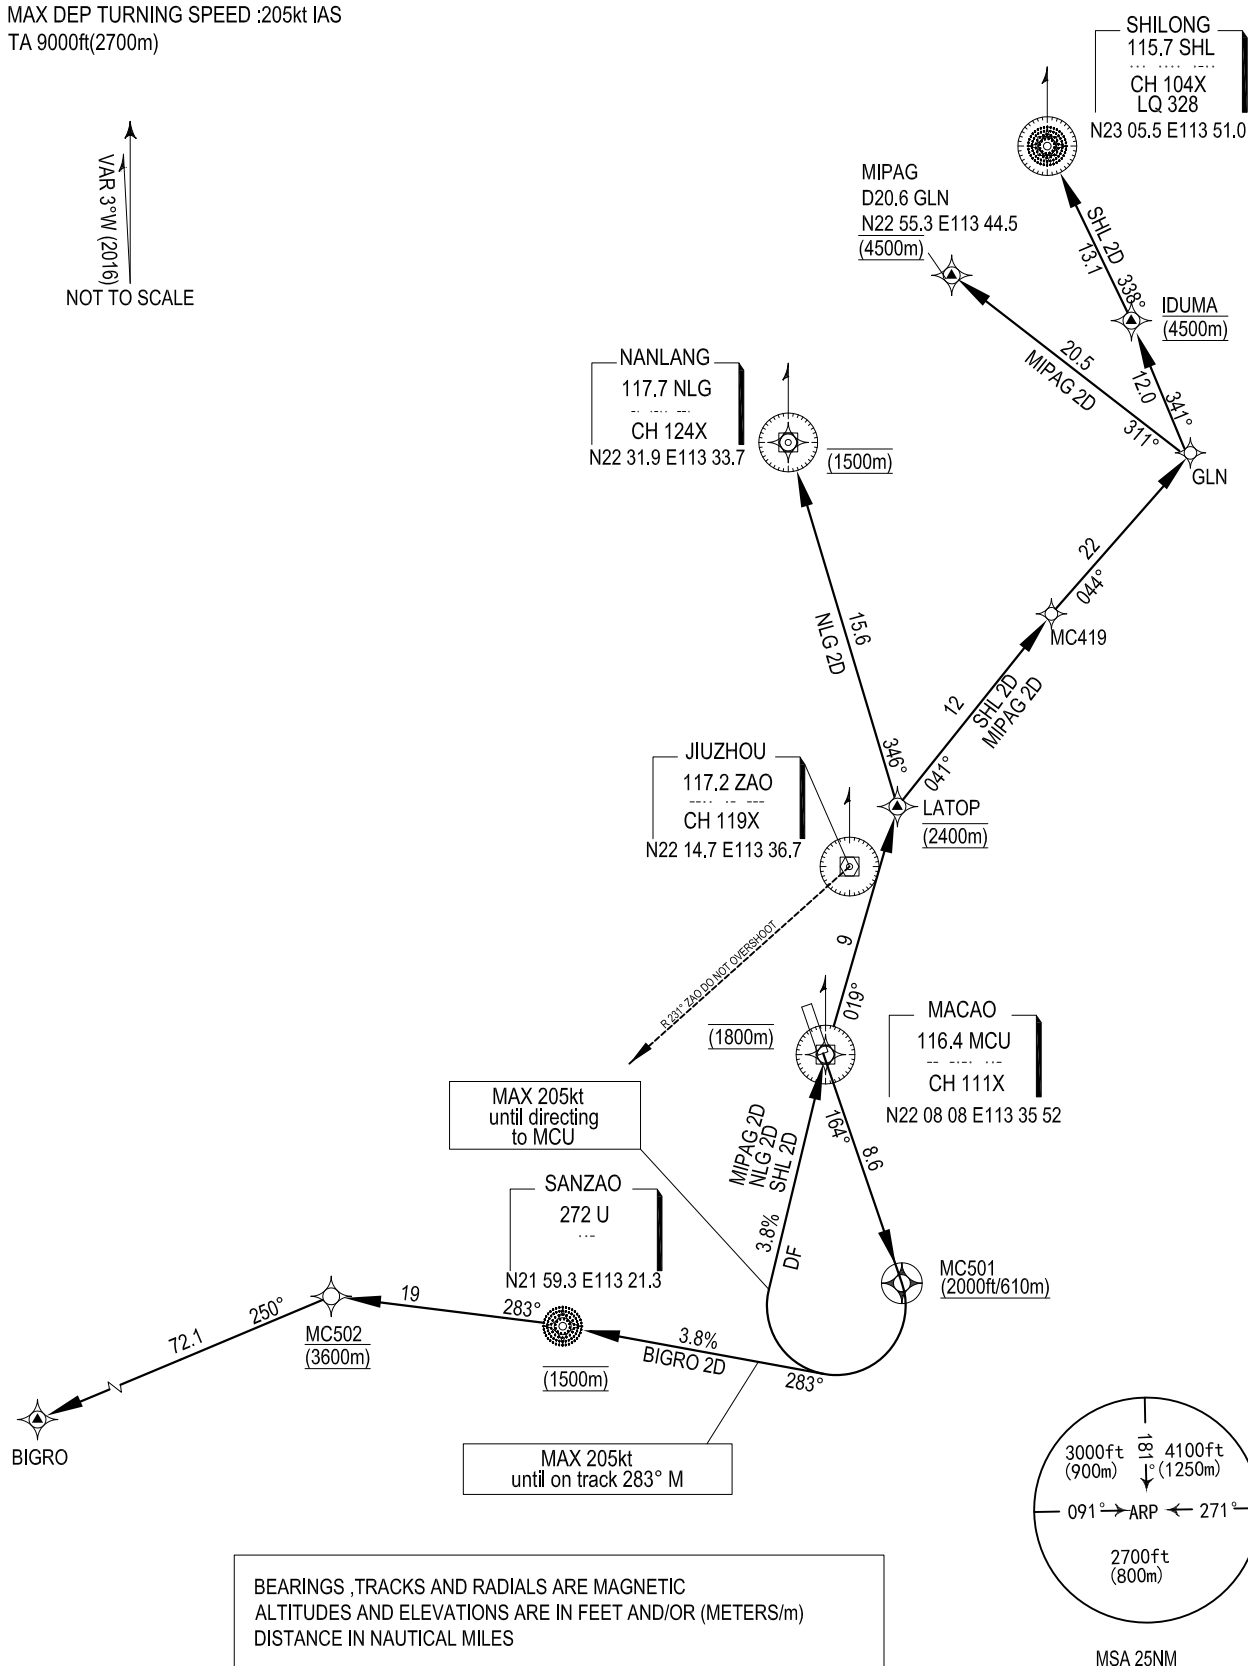 MAX DEP TURNING SPEED :205kt IAS
TA 9000ft(2700m)
VAR 3°W (2016)
NOT TO SCALE
SHILONG
115.7 SHL
CH 104X
LQ 328
N23 05.5 E113 51.0
MIPAG
D20.6 GLN
N22 55.3 E113 44.5
(4500m)
SHL 2D
13.1
338°
IDUMA
(4500m)
20.5
MIPAG 2D
311°
12.0
341°
GLN
NANLANG
117.7 NLG
CH 124X
N22 31.9 E113 33.7
(1500m)
22
044°
MC419
15.6
NLG 2D
346°
12
SHL 2D
MIPAG 2D
041°
JIUZHOU
117.2 ZAO
CH 119X
N22 14.7 E113 36.7
LATOP
(2400m)
R 231° ZAO DO NOT OVERSHOOT
9
019°
(1800m)
MACAO
116.4 MCU
CH 111X
N22 08 08 E113 35 52
MAX 205kt
until directing
to MCU
MIPAG 2D
NLG 2D
SHL 2D
3.8%
DF
164°
8.6
SANZAO
272 U
N21 59.3 E113 21.3
MC501
(2000ft/610m)
19
283°
250°
72.1
MC502
(3600m)
(1500m)
3.8%
BIGRO 2D
283°
BIGRO
MAX 205kt
until on track 283° M
3000ft
(900m)
181°
4100ft
(1250m)
091°
ARP
271°
2700ft
(800m)
MSA 25NM
BEARINGS ,TRACKS AND RADIALS ARE MAGNETIC
ALTITUDES AND ELEVATIONS ARE IN FEET AND/OR (METERS/m)
DISTANCE IN NAUTICAL MILES